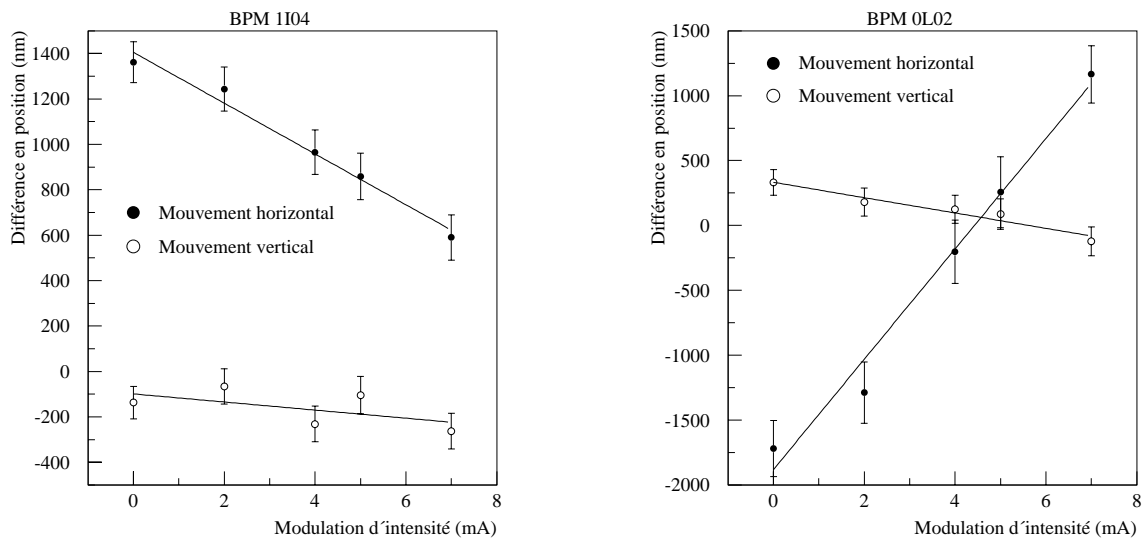 BPM 1I04
Différence en position (nm)
1400
1200
1000
800
600
400
200
0
-200
-400
Mouvement horizontal
Mouvement vertical
0 2 4 6 8
Modulation d´intensité (mA)
BPM 0L02
Différence en position (nm)
1500
1000
500
0
-500
-1000
-1500
-2000
Mouvement horizontal
Mouvement vertical
0 2 4 6 8
Modulation d´intensité (mA)